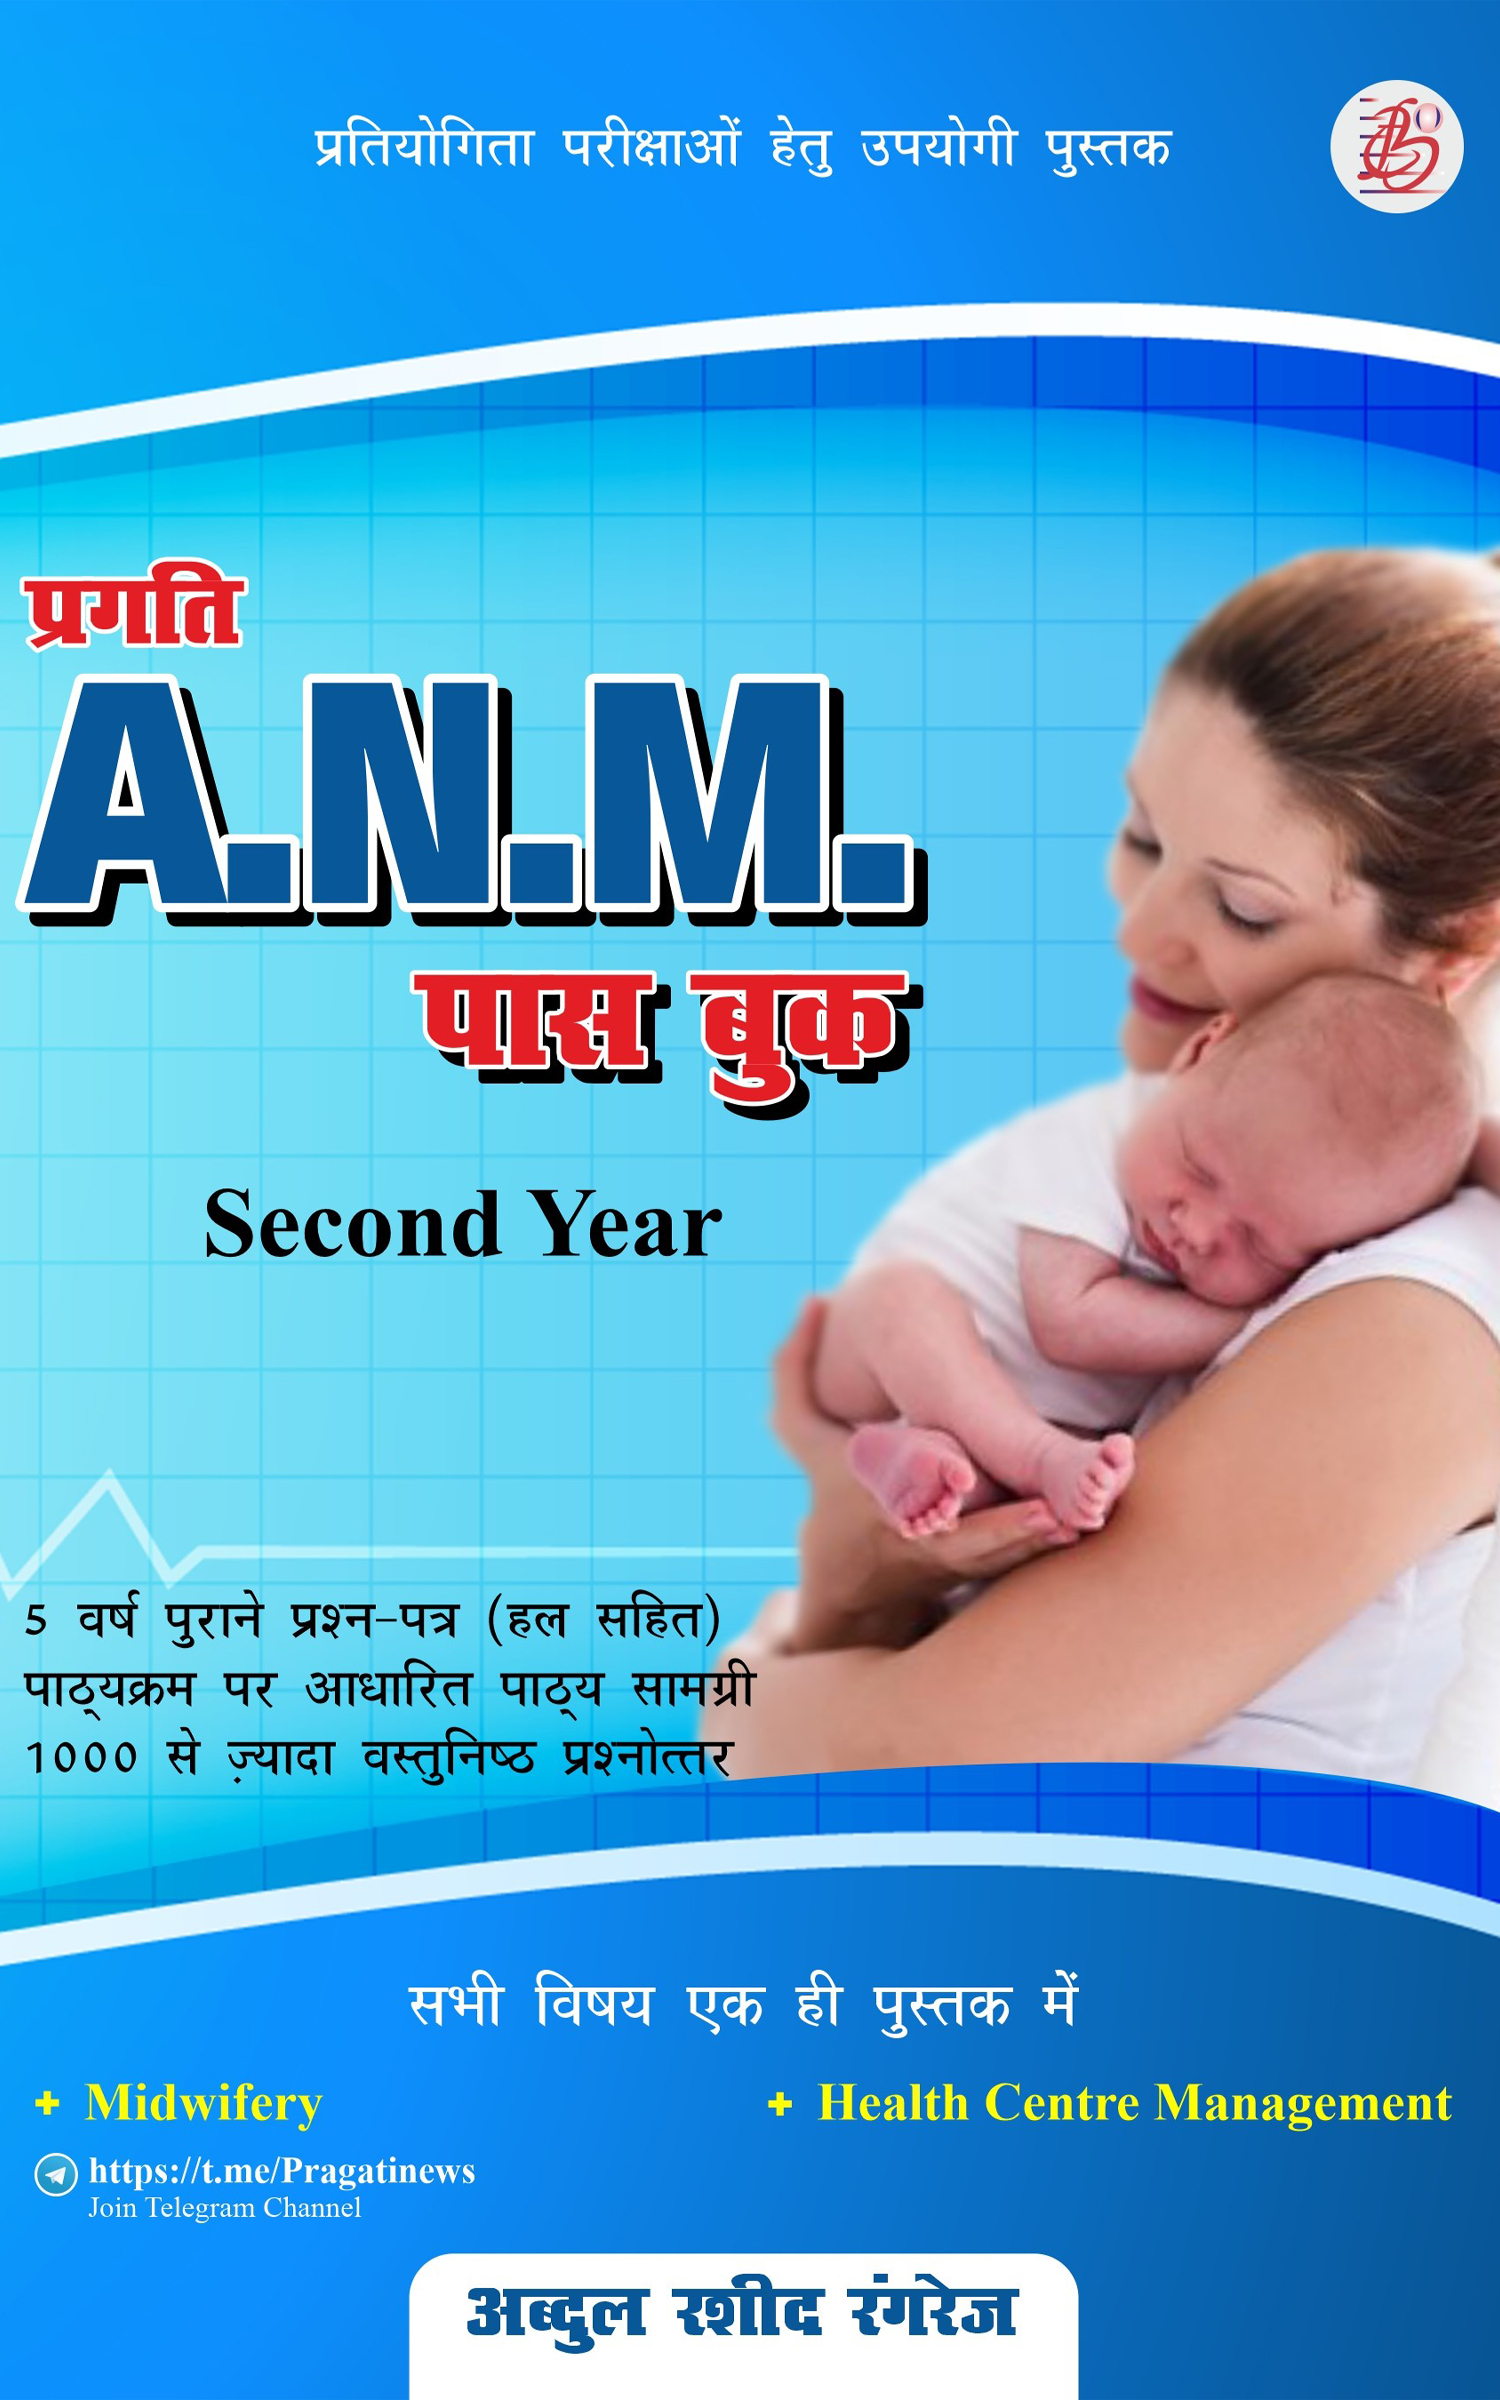 प्रतियोगिता परीक्षाओं हेतु उपयोगी पुस्तक
प्रगति
A.N.M.
पास बुक
Second Year
5 वर्ष पुराने प्रश्न-पत्र (हल सहित)
पाठ्यक्रम पर आधारित पाठ्य सामग्री
1000 से ज़्यादा वस्तुनिष्ठ प्रश्नोत्तर
सभी विषय एक ही पुस्तक में
+ Midwifery
+ Health Centre Management
https://t.me/Pragatinews
Join Telegram Channel
अब्दुल रशीद रंगरेज